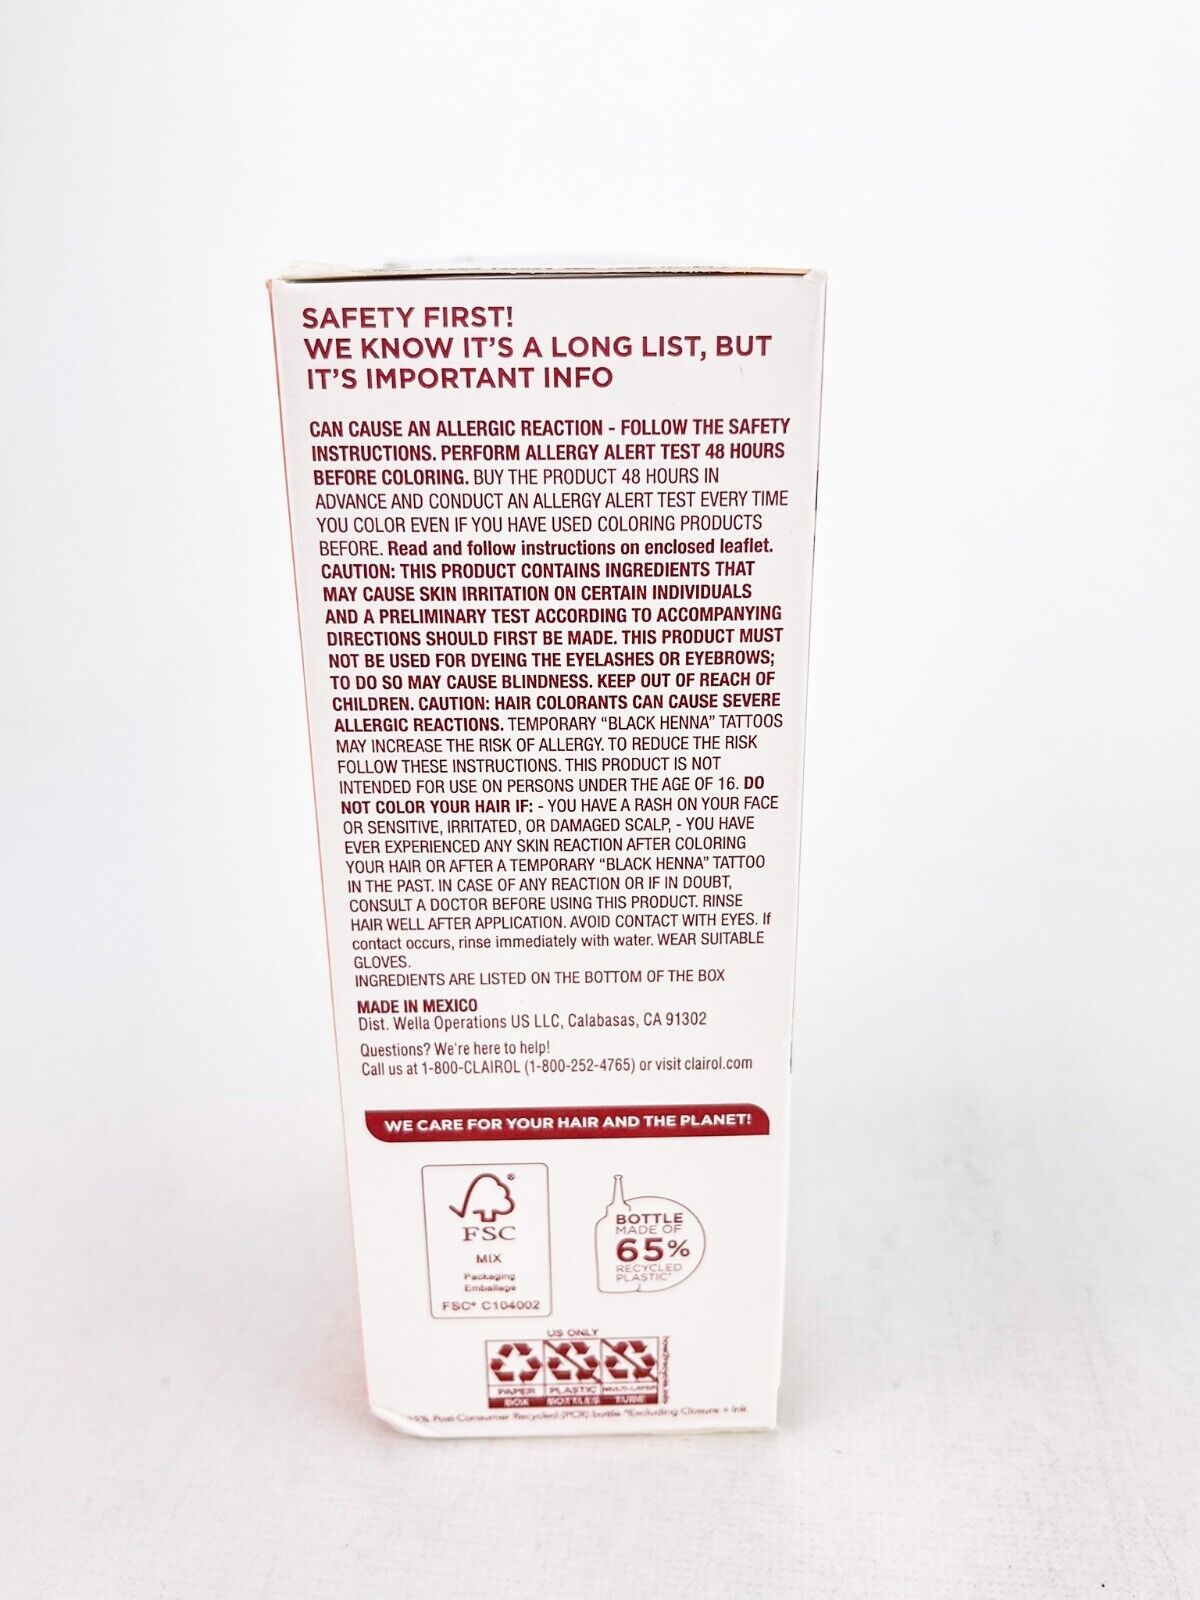 SAFETY FIRST!
WE KNOW IT'S A LONG LIST, BUT
IT'S IMPORTANT INFO
CAN CAUSE AN ALLERGIC REACTION - FOLLOW THE SAFETY
INSTRUCTIONS. PERFORM ALLERGY ALERT TEST 48 HOURS
BEFORE COLORING. BUY THE PRODUCT 48 HOURS IN
ADVANCE AND CONDUCT AN ALLERGY ALERT TEST EVERY TIME
YOU COLOR EVEN IF YOU HAVE USED COLORING PRODUCTS
BEFORE. Read and follow instructions on enclosed leaflet.
CAUTION: THIS PRODUCT CONTAINS INGREDIENTS THAT
MAY CAUSE SKIN IRRITATION ON CERTAIN INDIVIDUALS
AND A PRELIMINARY TEST ACCORDING TO ACCOMPANYING
DIRECTIONS SHOULD FIRST BE MADE. THIS PRODUCT MUST
NOT BE USED FOR DYEING THE EYELASHES OR EYEBROWS;
TO DO SO MAY CAUSE BLINDNESS. KEEP OUT OF REACH OF
CHILDREN. CAUTION: HAIR COLORANTS CAN CAUSE SEVERE
ALLERGIC REACTIONS. TEMPORARY "BLACK HENNA" TATTOOS
MAY INCREASE THE RISK OF ALLERGY. TO REDUCE THE RISK
FOLLOW THESE INSTRUCTIONS. THIS PRODUCT IS NOT
INTENDED FOR USE ON PERSONS UNDER THE AGE OF 16. DO
NOT COLOR YOUR HAIR IF: - YOU HAVE A RASH ON YOUR FACE
OR SENSITIVE, IRRITATED, OR DAMAGED SCALP, - YOU HAVE
EVER EXPERIENCED ANY SKIN REACTION AFTER COLORING
YOUR HAIR OR AFTER A TEMPORARY "BLACK HENNA" TATTOO
IN THE PAST. IN CASE OF ANY REACTION OR IF IN DOUBT,
CONSULT A DOCTOR BEFORE USING THIS PRODUCT. RINSE
HAIR WELL AFTER APPLICATION. AVOID CONTACT WITH EYES. If
contact occurs, rinse immediately with water. WEAR SUITABLE
GLOVES.
INGREDIENTS ARE LISTED ON THE BOTTOM OF THE BOX
MADE IN MEXICO
Dist. Wella Operations US LLC, Calabasas, CA 91302
Questions? We're here to help!
Call us at 1-800-CLAIROL (1-800-252-4765) or visit clairol.com
WE CARE FOR YOUR HAIR AND THE PLANET!
FSC
MIX
Packaging
Emballage
FSC® C104002
BOTTLE
MADE OF
65%
RECYCLED
PLASTIC*
US ONLY
PAPER PLASTIC MULTI-LAYER
BOX BOTTLES TUBE
how2recycle.info
Post-Consumer Recycled (PCR) bottle *Excluding Closure + Ink